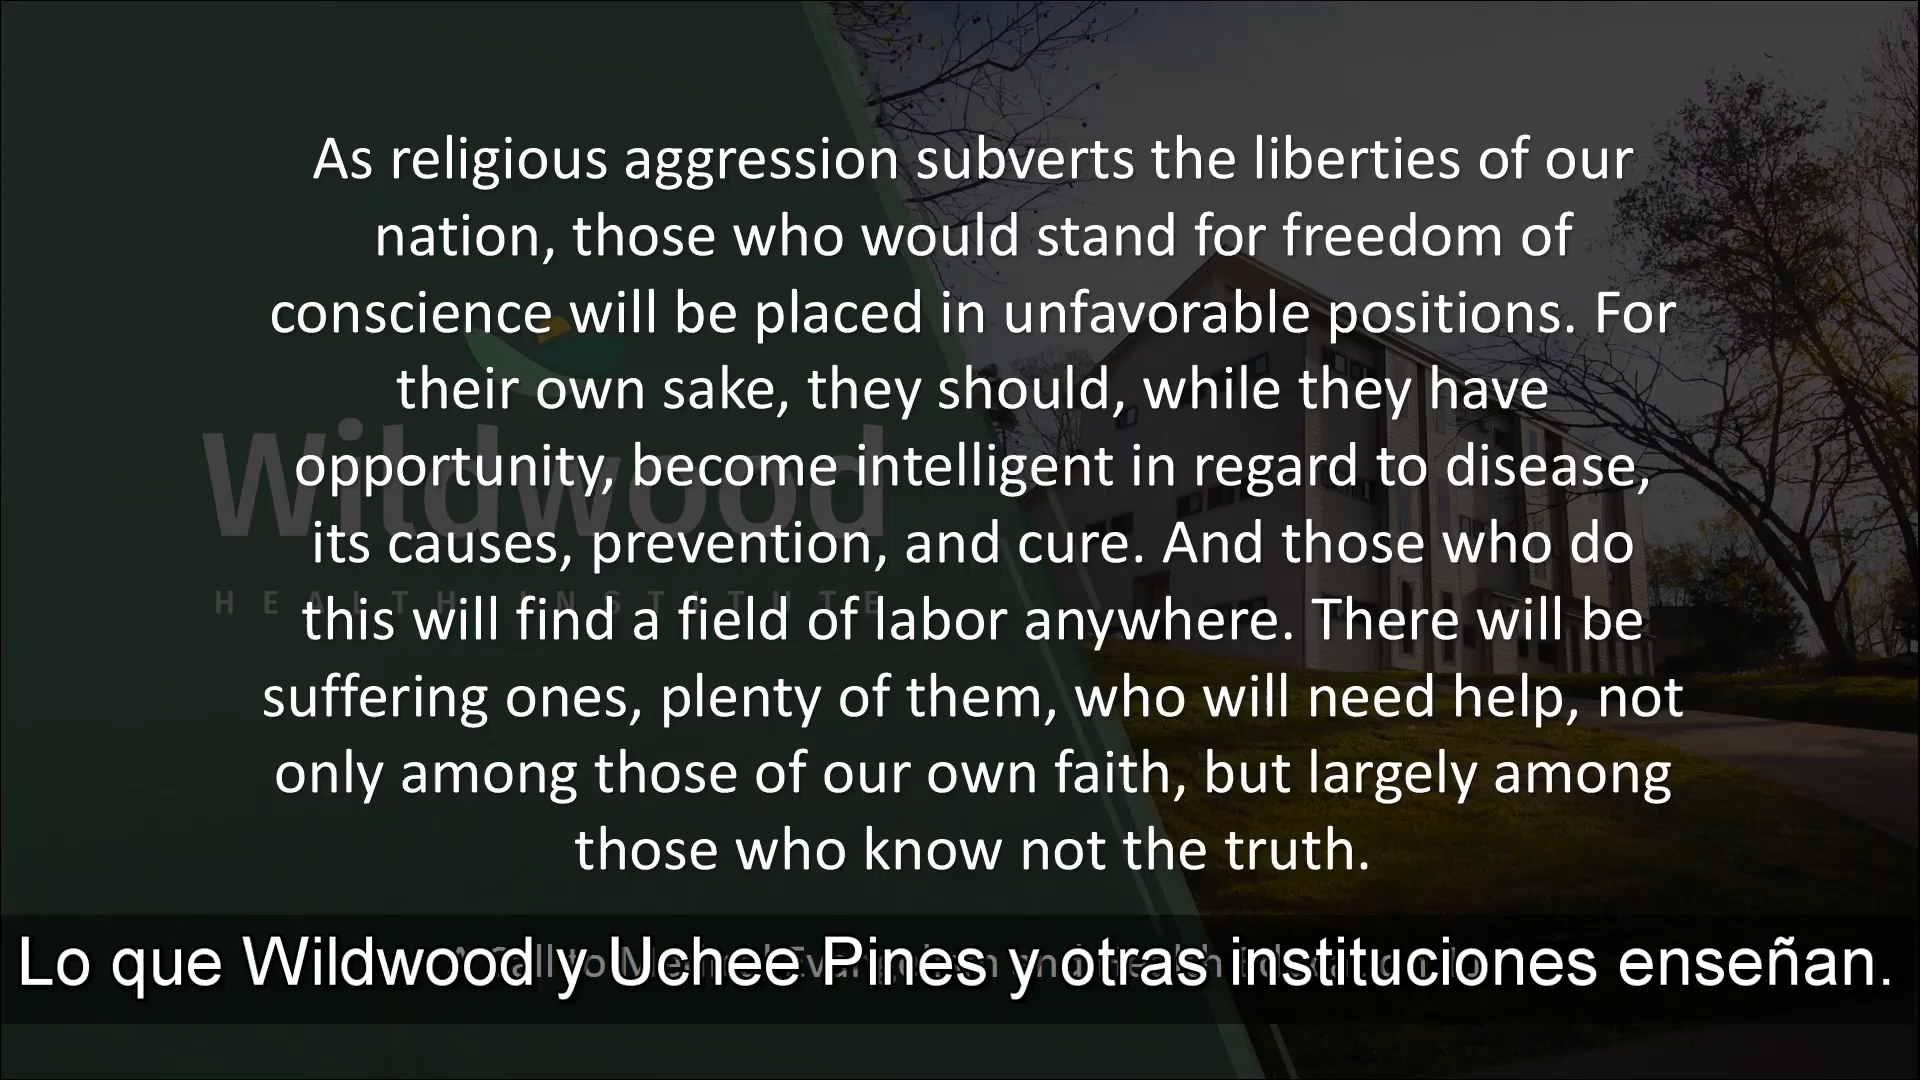 As religious aggression subverts the liberties of our
nation, those who would stand for freedom of
conscience will be placed in unfavorable positions. For
their own sake, they should, while they have
opportunity, become intelligent in regard to disease,
its causes, prevention, and cure. And those who do
this will find a field of labor anywhere. There will be
suffering ones, plenty of them, who will need help, not
only among those of our own faith, but largely among
those who know not the truth.
Wildwood
HEALTH INSTITUTE
Lo que Wildwood y Uchee Pines y otras instituciones enseñan.